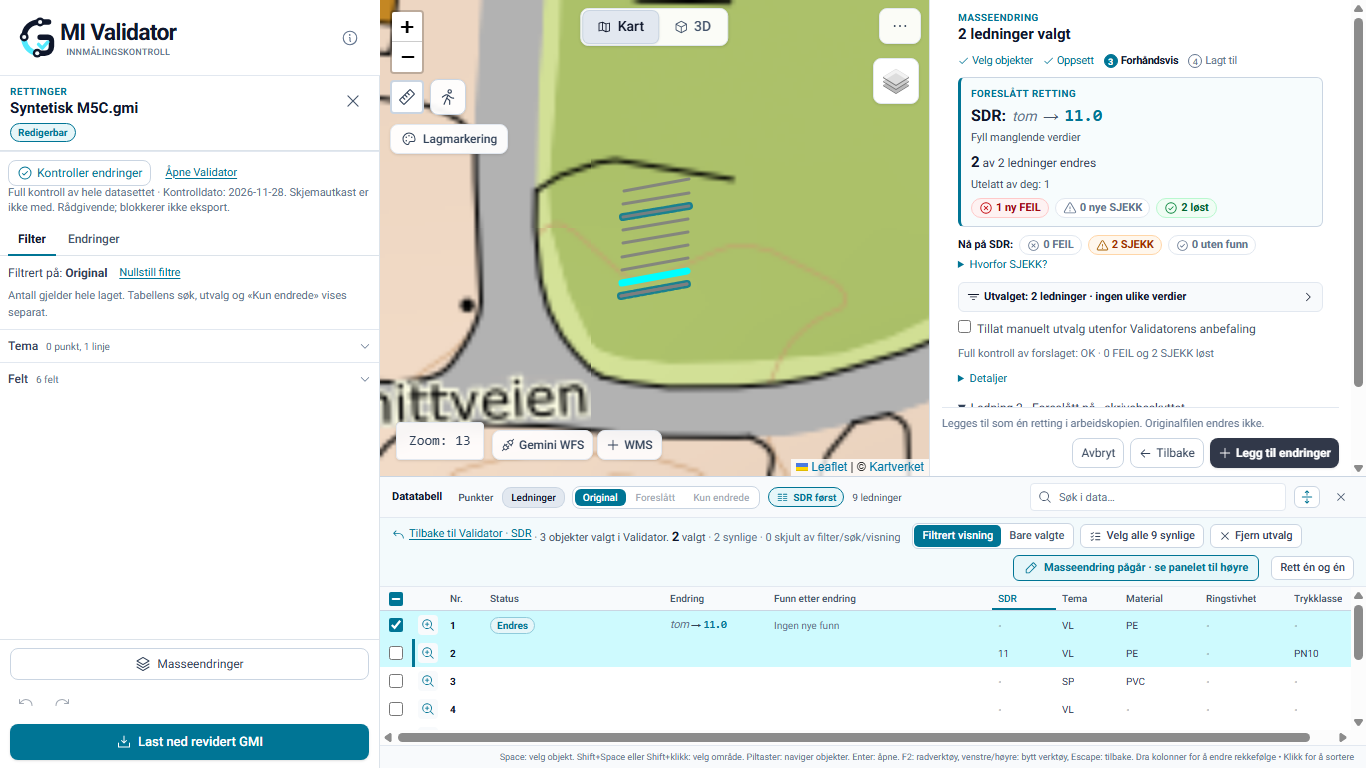 MI Validator
INNMÅLINGSKONTROLL
RETTINGER
Syntetisk M5C.gmi
Redigerbar
Kontroller endringer
Åpne Validator
Full kontroll av hele datasettet · Kontrolldato: 2026-11-28. Skjemautkast er
ikke med. Rådgivende; blokkerer ikke eksport.
Filter
Endringer
Filtrert på: Original Nullstill filtre
Antall gjelder hele laget. Tabellens søk, utvalg og «Kun endrede» vises
separat.
Tema 0 punkt, 1 linje
Felt 6 felt
Masseendringer
Last ned revidert GMI
+
−
Kart
3D
...
Lagmarkering
nittveien
Zoom: 13
Gemini WFS
+ WMS
Leaflet | © Kartverket
MASSEENDRING
2 ledninger valgt
Velg objekter
Oppsett
3 Forhåndsvis
4 Lagt til
FORESLÅTT RETTING
SDR: tom → 11.0
Fyll manglende verdier
2 av 2 ledninger endres
Utelatt av deg: 1
1 ny FEIL
0 nye SJEKK
2 løst
Nå på SDR:
0 FEIL
2 SJEKK
0 uten funn
Hvorfor SJEKK?
Utvalget: 2 ledninger · ingen ulike verdier
Tillat manuelt utvalg utenfor Validatorens anbefaling
Full kontroll av forslaget: OK · 0 FEIL og 2 SJEKK løst
Detaljer
Legges til som én retting i arbeidskopien. Originalfilen endres ikke.
Avbryt
← Tilbake
+ Legg til endringer
Datatabell
Punkter
Ledninger
Original
Foreslått
Kun endrede
SDR først
9 ledninger
Søk i data…
Tilbake til Validator · SDR · 3 objekter valgt i Validator. 2 valgt · 2 synlige · 0 skjult av filter/søk/visning
Filtrert visning
Bare valgte
Velg alle 9 synlige
Fjern utvalg
Masseendring pågår · se panelet til høyre
Rett én og én
Nr. Status Endring Funn etter endring SDR Tema Material Ringstivhet Trykklasse
1 Endres tom → 11.0 Ingen nye funn - VL PE - -
2 11 VL PE - PN10
3 - SP PVC - -
4 - VL - - -
Space: velg objekt. Shift+Space eller Shift+klikk: velg område. Piltaster: naviger objekter. Enter: åpne. F2: radverktøy, venstre/høyre: bytt verktøy, Escape: tilbake. Dra kolonner for å endre rekkefølge • Klikk for å sortere